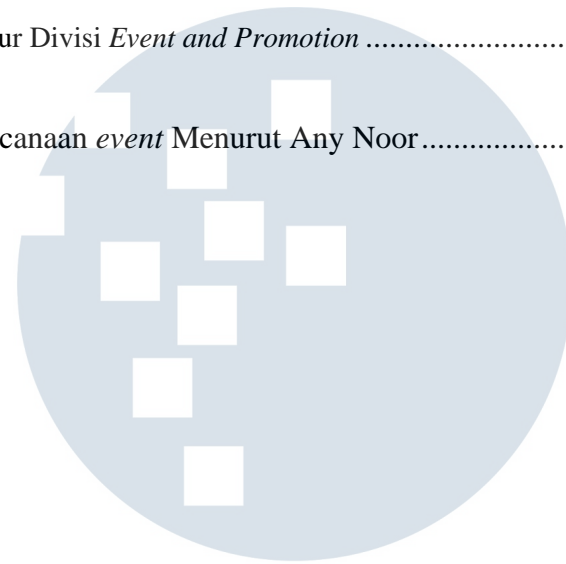 ur Divisi Event and Promotion ........................
canaan event Menurut Any Noor ..................